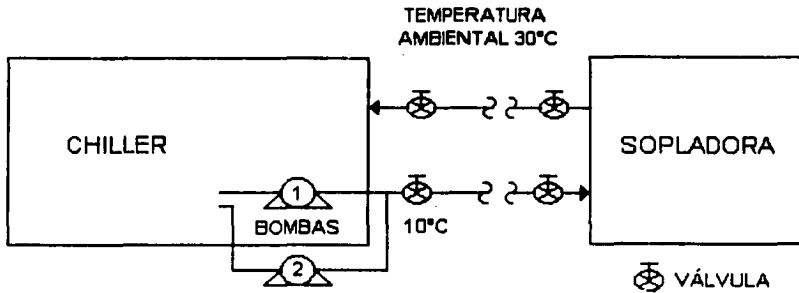 TEMPERATURA
AMBIENTAL 30°C
CHILLER
SOPLADORA
1
BOMBAS
10°C
2
VÁLVULA